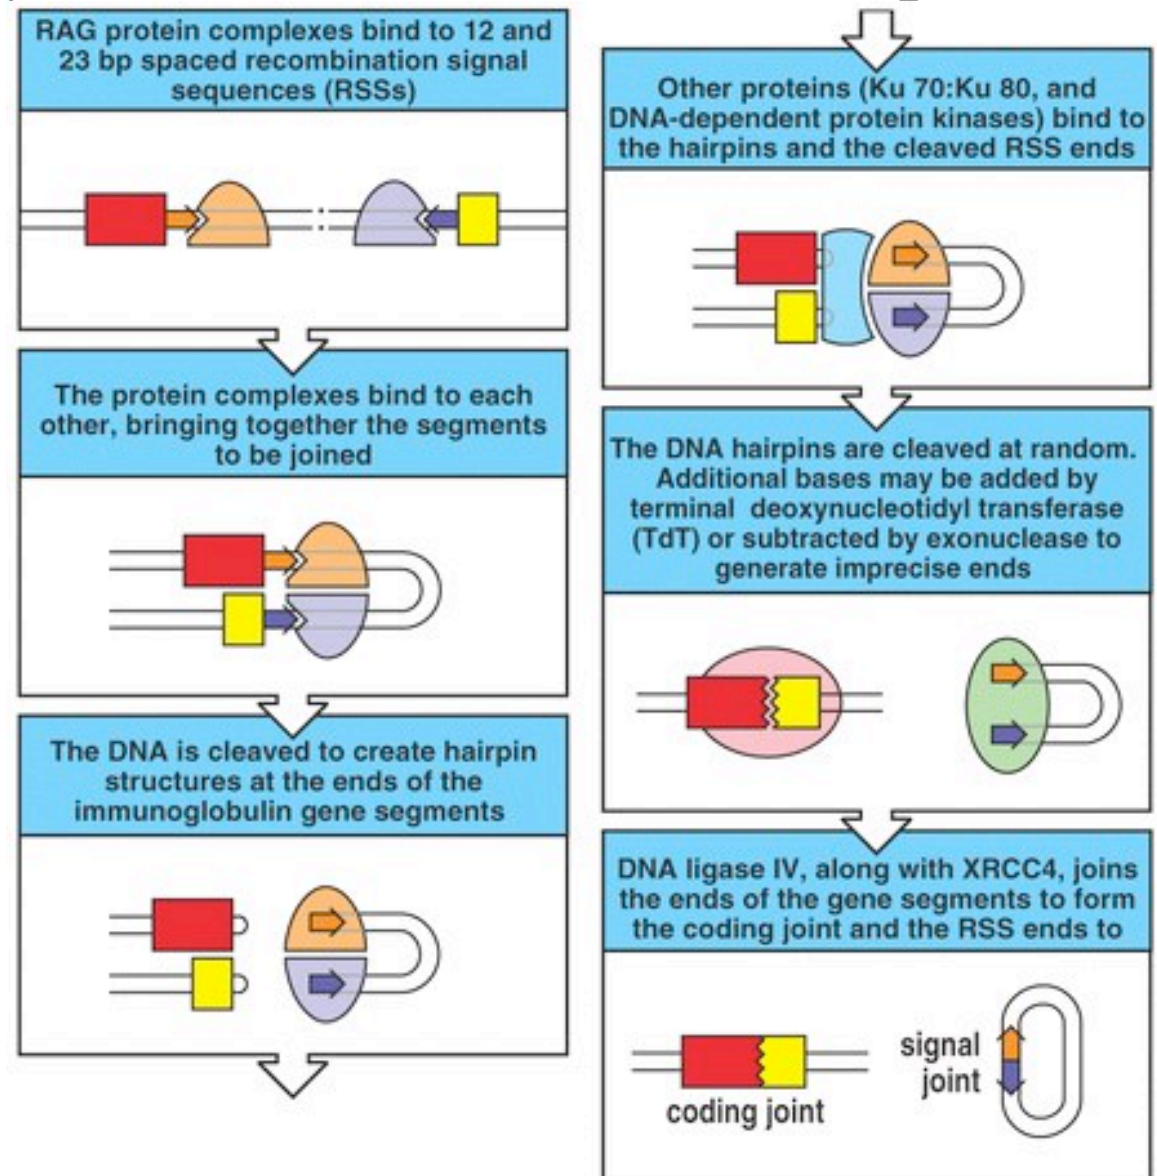 RAG protein complexes bind to 12 and
23 bp spaced recombination signal
sequences (RSSs)
The protein complexes bind to each
other, bringing together the segments
to be joined
The DNA is cleaved to create hairpin
structures at the ends of the
immunoglobulin gene segments
Other proteins (Ku 70:Ku 80, and
DNA-dependent protein kinases) bind to
the hairpins and the cleaved RSS ends
The DNA hairpins are cleaved at random.
Additional bases may be added by
terminal deoxynucleotidyl transferase
(TdT) or subtracted by exonuclease to
generate imprecise ends
DNA ligase IV, along with XRCC4, joins
the ends of the gene segments to form
the coding joint and the RSS ends to
coding joint
signal
joint